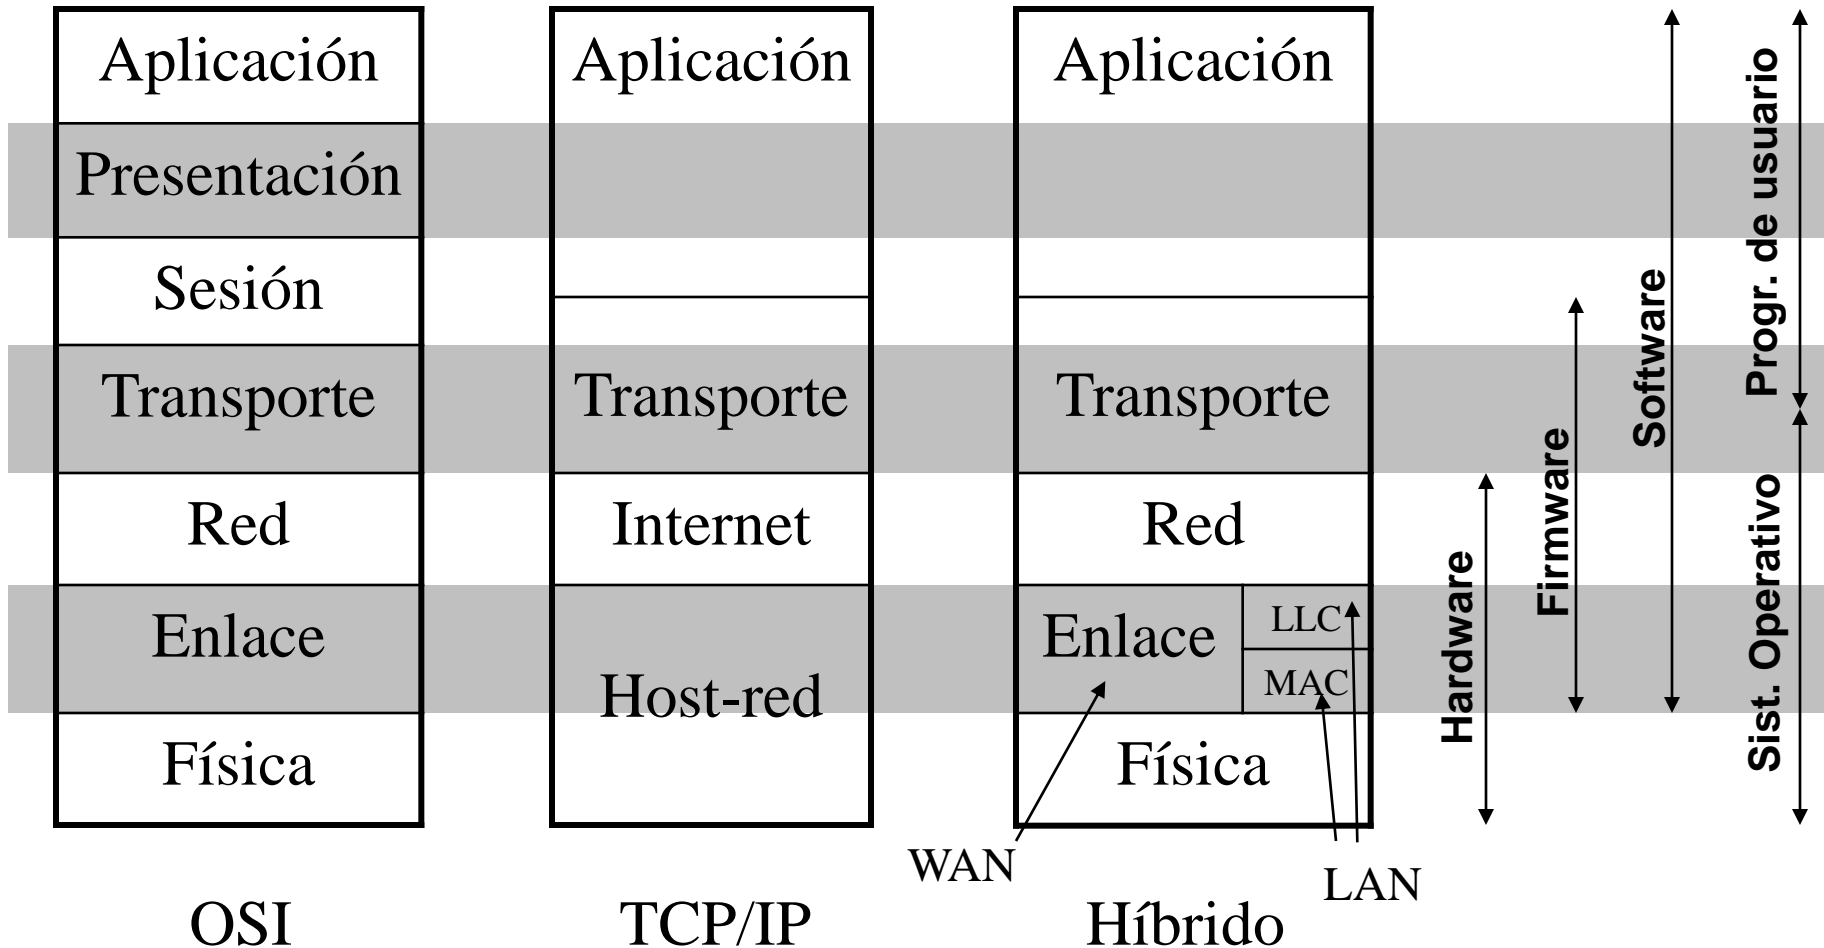 Aplicación
Presentación
Sesión
Transporte
Red
Enlace
Física
OSI
Aplicación
Transporte
Internet
Host-red
TCP/IP
Aplicación
Transporte
Red
Enlace
LLC
MAC
Física
WAN
LAN
Híbrido
Hardware
Firmware
Software
Progr. de usuario
Sist. Operativo